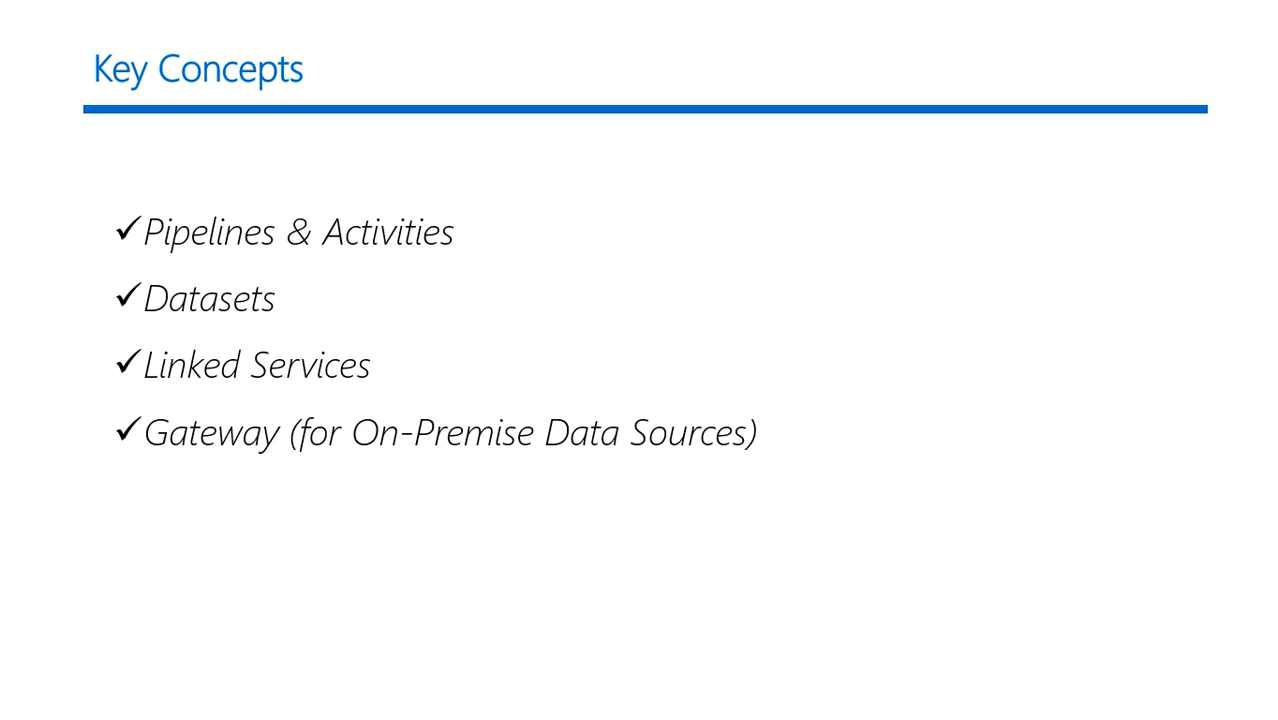 Key Concepts
✓Pipelines & Activities
✓Datasets
✓Linked Services
✓Gateway (for On-Premise Data Sources)